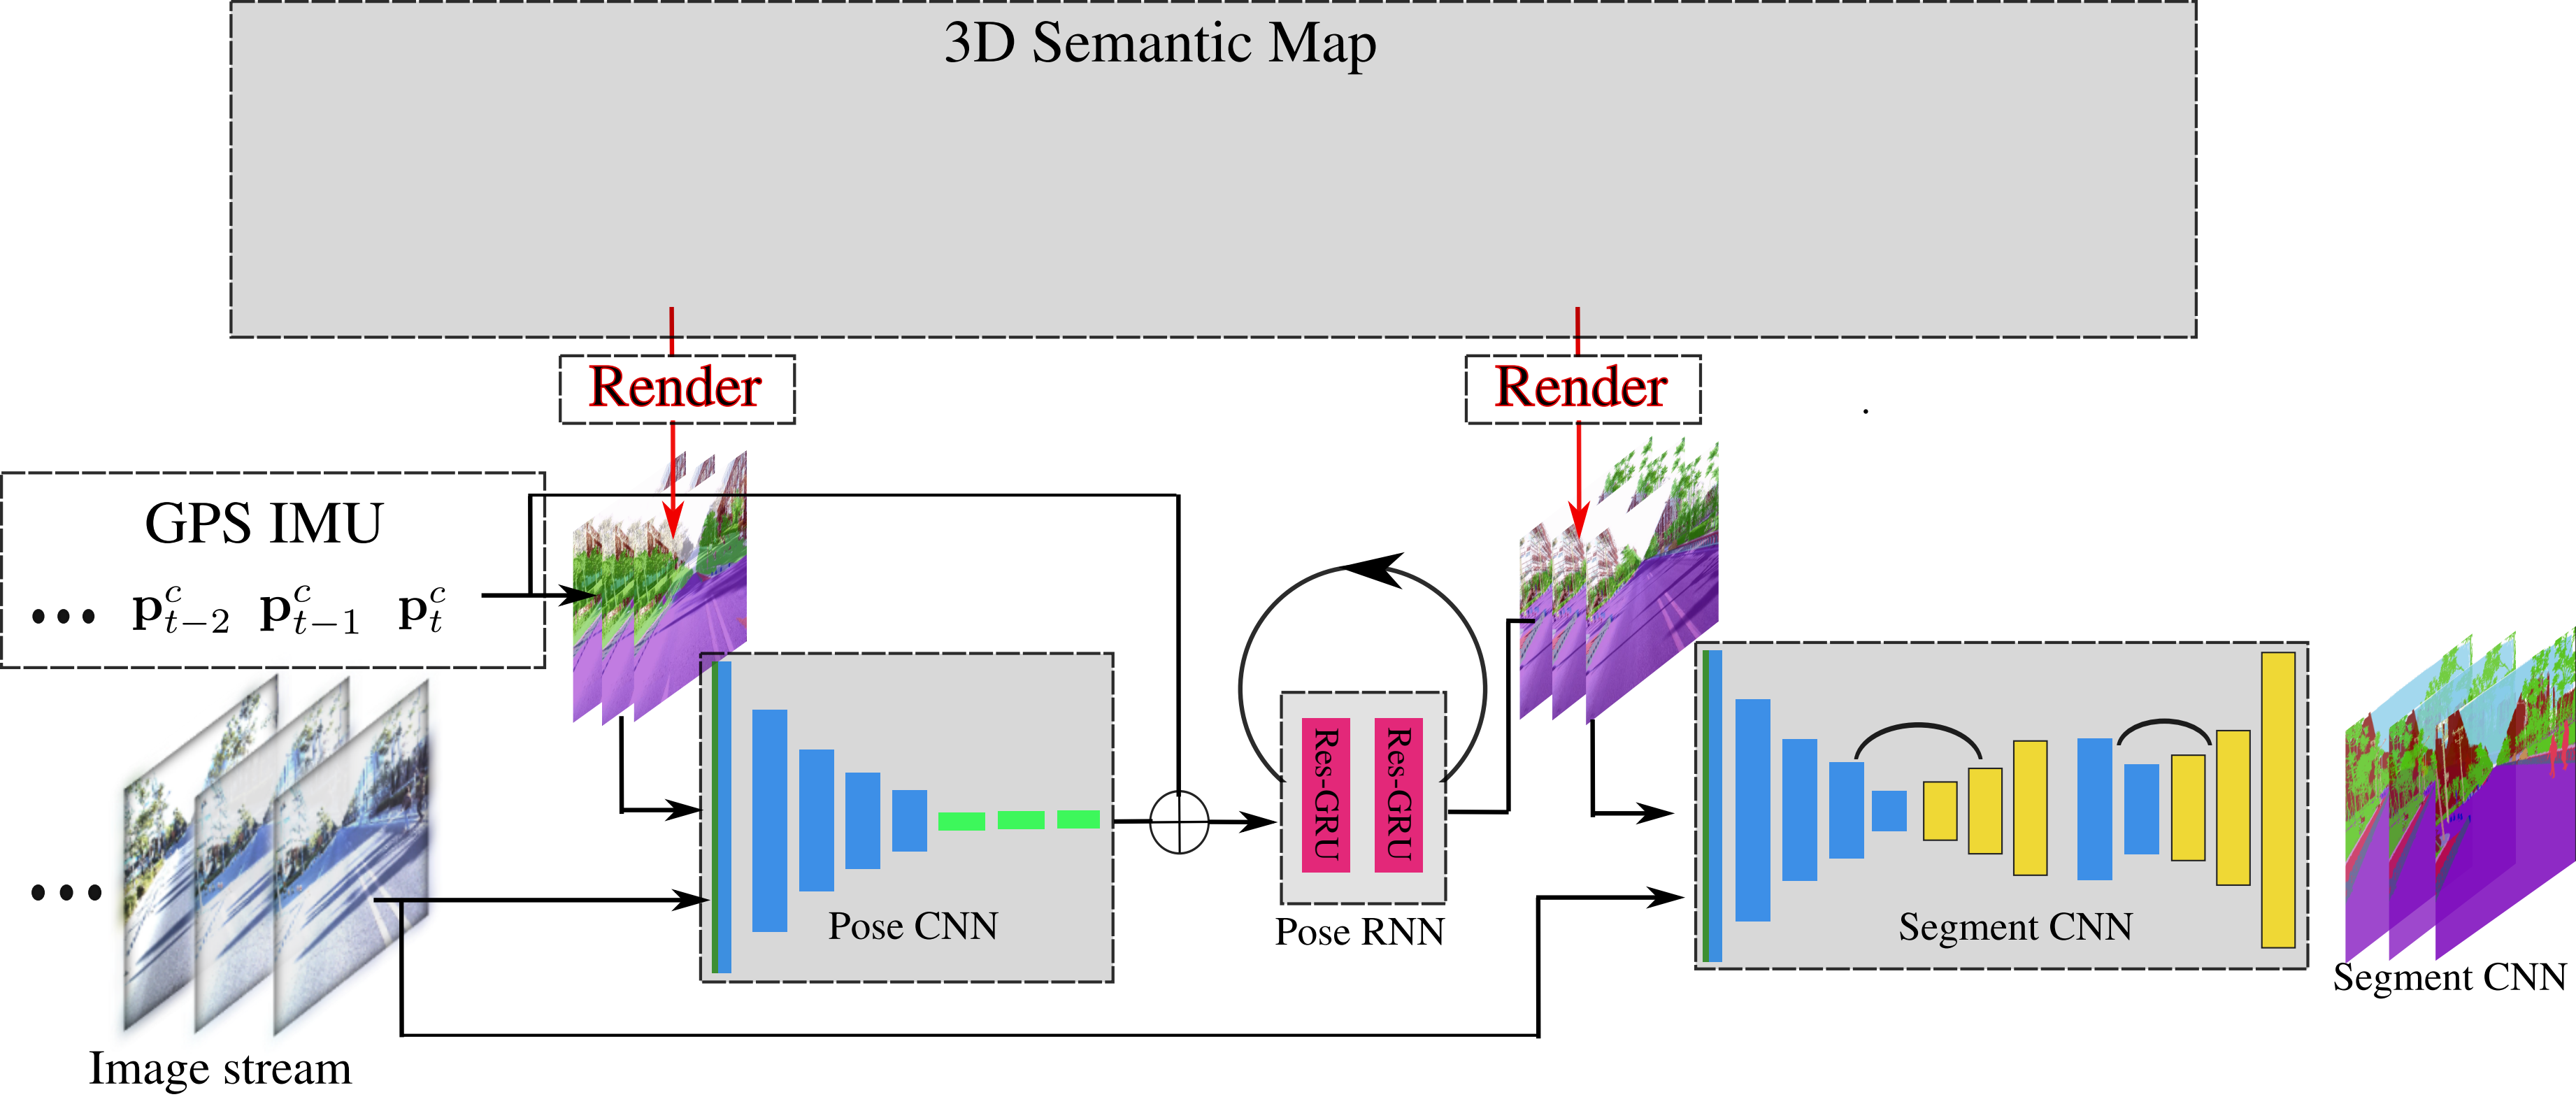 3D Semantic Map
Render
Render
GPS IMU
••• p^c_{t−2} p^c_{t−1} p^c_t
•••
Image stream
Pose CNN
Res-GRU
Res-GRU
Pose RNN
Segment CNN
Segment CNN